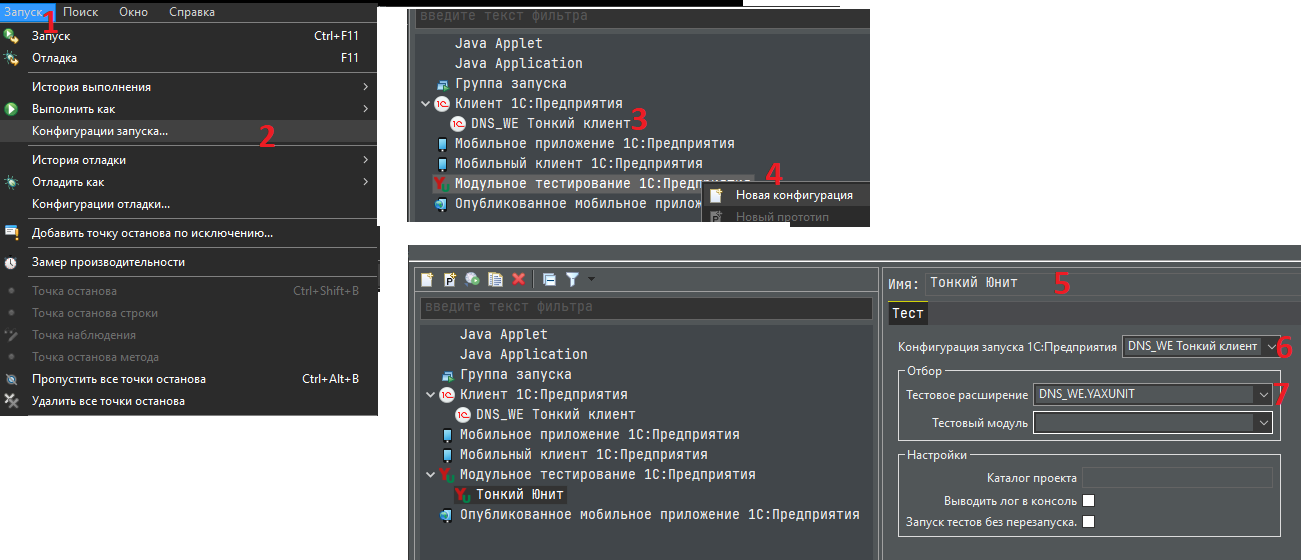 Запуск
Поиск
Окно
Справка
1
Запуск
Ctrl+F11
Отладка
F11
История выполнения
Выполнить как
Конфигурации запуска...
2
История отладки
Отладить как
Конфигурации отладки...
Добавить точку останова по исключению...
Замер производительности
Точка останова
Ctrl+Shift+B
Точка останова строки
Точка наблюдения
Точка останова метода
Пропустить все точки останова
Ctrl+Alt+B
Удалить все точки останова
введите текст фильтра
Java Applet
Java Application
Группа запуска
Клиент 1С:Предприятия
DNS_WE Тонкий клиент
3
Мобильное приложение 1С:Предприятия
Мобильный клиент 1С:Предприятия
4
Модульное тестирование 1С:Предприятия
Новая конфигурация
Опубликованное мобильное прилож
Новый прототип
введите текст фильтра
Java Applet
Java Application
Группа запуска
Клиент 1С:Предприятия
DNS_WE Тонкий клиент
Мобильное приложение 1С:Предприятия
Мобильный клиент 1С:Предприятия
Модульное тестирование 1С:Предприятия
Тонкий Юнит
Опубликованное мобильное приложение 1С:Предприятия
Имя:
Тонкий Юнит
5
Тест
Конфигурация запуска 1С:Предприятия
DNS_WE Тонкий клиент
6
Отбор
Тестовое расширение
DNS_WE.YAXUNIT
7
Тестовый модуль
Настройки
Каталог проекта
Выводить лог в консоль
Запуск тестов без перезапуска.